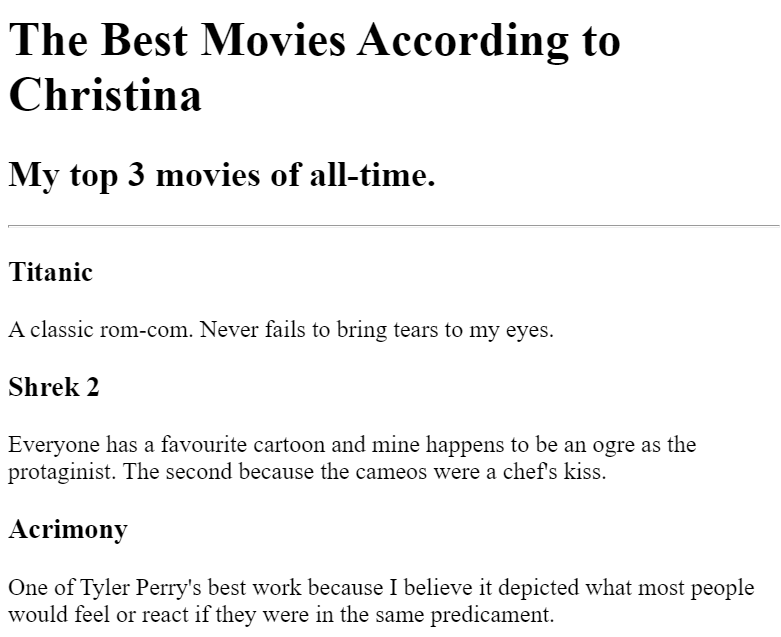 The Best Movies According to
Christina
My top 3 movies of all-time.
Titanic
A classic rom-com. Never fails to bring tears to my eyes.
Shrek 2
Everyone has a favourite cartoon and mine happens to be an ogre as the
protaginist. The second because the cameos were a chef's kiss.
Acrimony
One of Tyler Perry's best work because I believe it depicted what most people
would feel or react if they were in the same predicament.